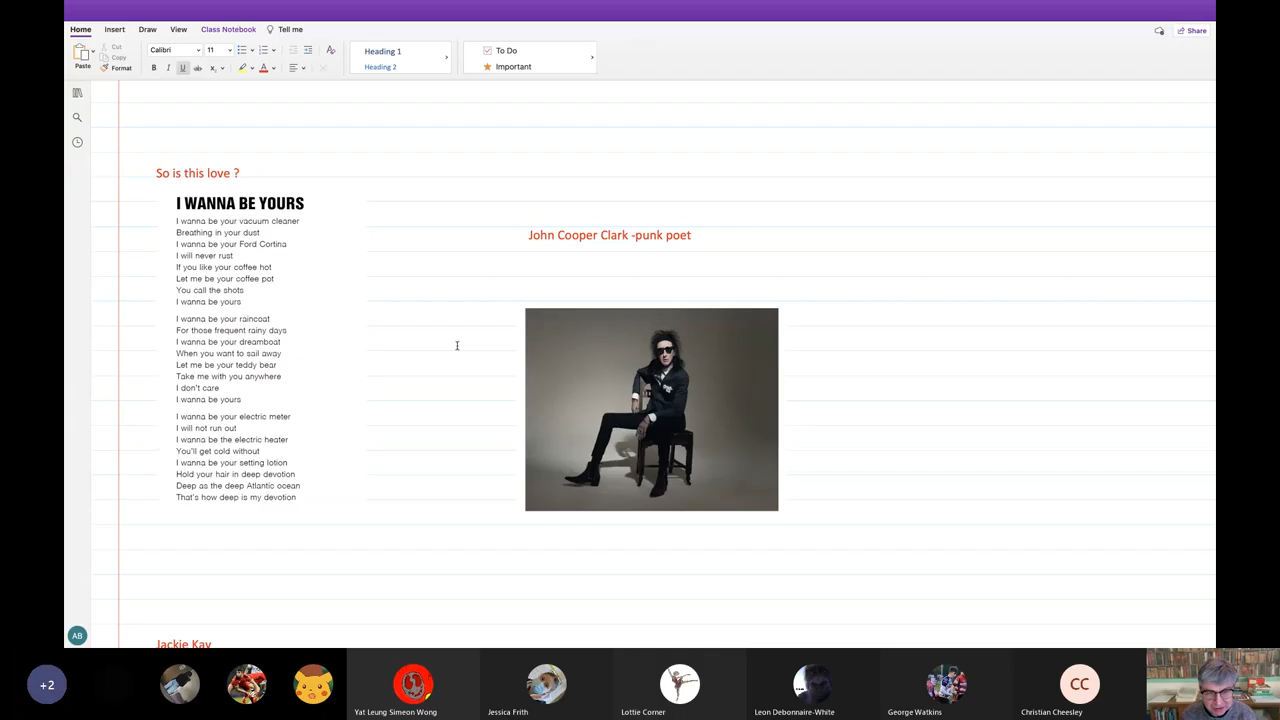 Home Insert Draw View Class Notebook Tell me
Share
Paste
Cut
Copy
Format
Calibri 11
Heading 1
Heading 2
To Do
Important
So is this love ?
I WANNA BE YOURS
I wanna be your vacuum cleaner
Breathing in your dust
I wanna be your Ford Cortina
I will never rust
If you like your coffee hot
Let me be your coffee pot
You call the shots
I wanna be yours
I wanna be your raincoat
For those frequent rainy days
I wanna be your dreamboat
When you want to sail away
Let me be your teddy bear
Take me with you anywhere
I don't care
I wanna be yours
I wanna be your electric meter
I will not run out
I wanna be the electric heater
You'll get cold without
I wanna be your setting lotion
Hold your hair in deep devotion
Deep as the deep Atlantic ocean
That's how deep is my devotion
John Cooper Clark -punk poet
Jackie Kay
AB
+2
CC
Yat Leung Simeon Wong
Jessica Frith
Lottie Corner
Leon Debonnaire-White
George Watkins
Christian Cheesley